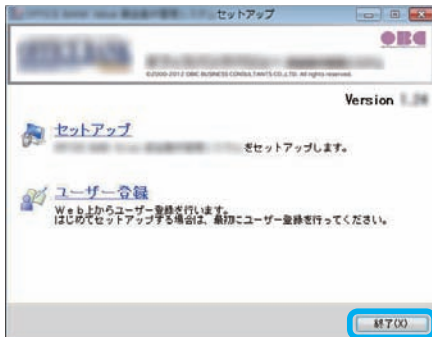 セットアップ
OBC
©2000-2012 OBC BUSINESS CONSULTANTS CO.,LTD. All rights reserved.
Version
セットアップ
をセットアップします。
ユーザー登録
Web上からユーザー登録を行います。
はじめてセットアップする場合は、最初にユーザー登録を行ってください。
終了(X)